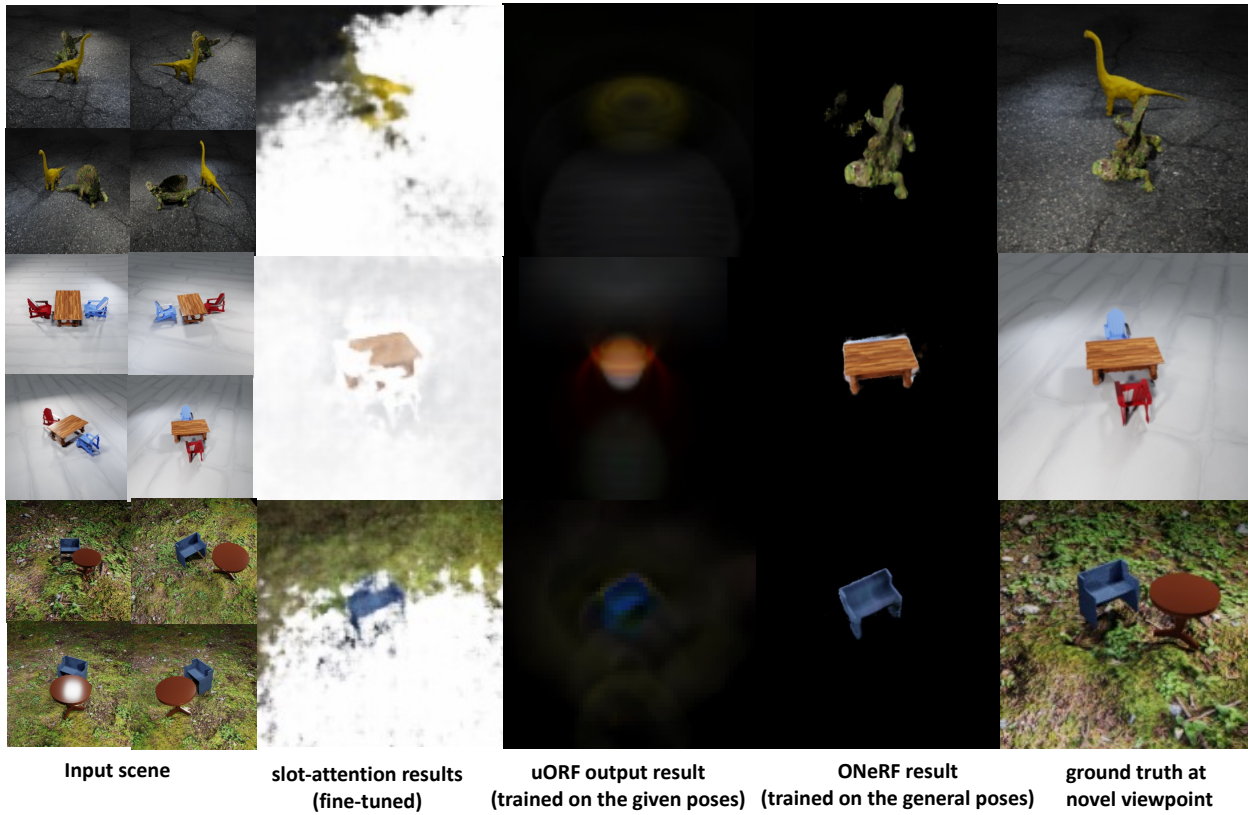 Input scene
slot-attention results
(fine-tuned)
uORF output result
(trained on the given poses)
ONeRF result
(trained on the general poses)
ground truth at
novel viewpoint